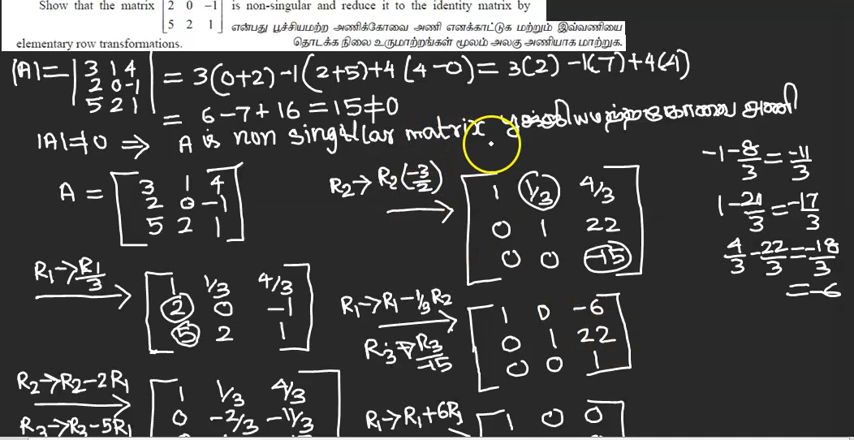 Show that the matrix [2 0 −1] is non-singular and reduce it to the identity matrix by
5 2 1 என்பது பூச்சியமற்ற அணிக்கோவை அணி எனக்காட்டுக மற்றும் இவ்வணியை
elementary row transformations. தொடக்க நிலை உருமாற்றங்கள் மூலம் அலகு அணியாக மாற்றுக.
|A| = |3 1 4| = 3(0+2) −1(2+5) +4(4−0) = 3(2) −1(7) +4(4)
2 0 −1
5 2 1 = 6−7+16 = 15 ≠ 0
|A| ≠ 0 ⇒ A is non singular matrix அணி
A = [3 1 4
2 0 −1
5 2 1]
R2→R2(−3/2) [1 1/3 4/3
0 1 22
0 0 −15]
−1−8/3 = −11/3
1−20/3 = −17/3
4/3−22/3 = −18/3
= −6
R1→R1/3 [1 1/3 4/3
2 0 −1
5 2 1]
R1→R1−1/3R2 [1 0 −6
R3→R3/−15 0 1 22
0 0 1]
R2→R2−2R1 [1 1/3 4/3
R3→R3−5R1 0 −2/3 −11/3
R1→R1+6R3 [1 0 0